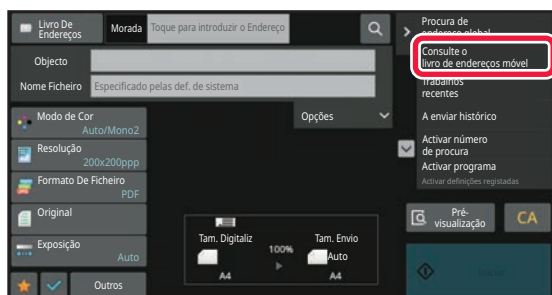 Livro De
Endereços
Morada
Toque para introduzir o Endereço
Objecto
Nome Ficheiro
Especificado pelas def. de sistema
Modo de Cor
Auto/Mono2
Resolução
200x200ppp
Formato De Ficheiro
PDF
Original
Exposição
Auto
Outros
Opções
Tam. Digitaliz
100%
Tam. Envio
Auto
A4
A4
Procura de
endereço global
Consulte o
livro de endereços móvel
Trabalhos
recentes
A enviar histórico
Activar número
de procura
Activar programa
Activar definições registadas
Pré-
visualização
CA